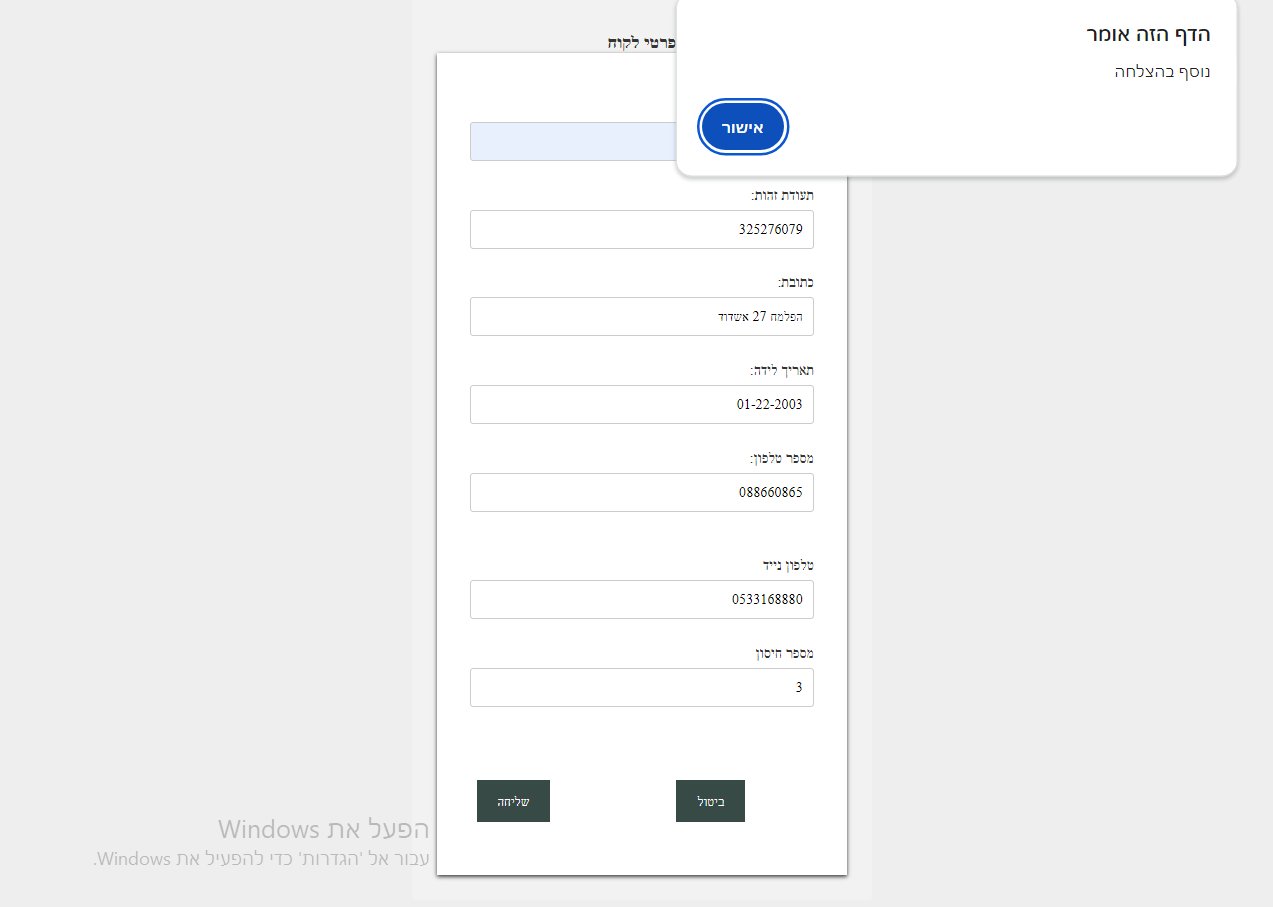 הדף הזה אומר
נוסף בהצלחה
אישור
פרטי לקוח
תעודת זהות:
325276079
כתובת:
הפלמח 27 אשדוד
תאריך לידה:
01-22-2003
מספר טלפון:
088660865
טלפון נייד
0533168880
מספר חיסון
3
ביטול
שליחה
הפעל את Windows
עבור אל 'הגדרות' כדי להפעיל את Windows.